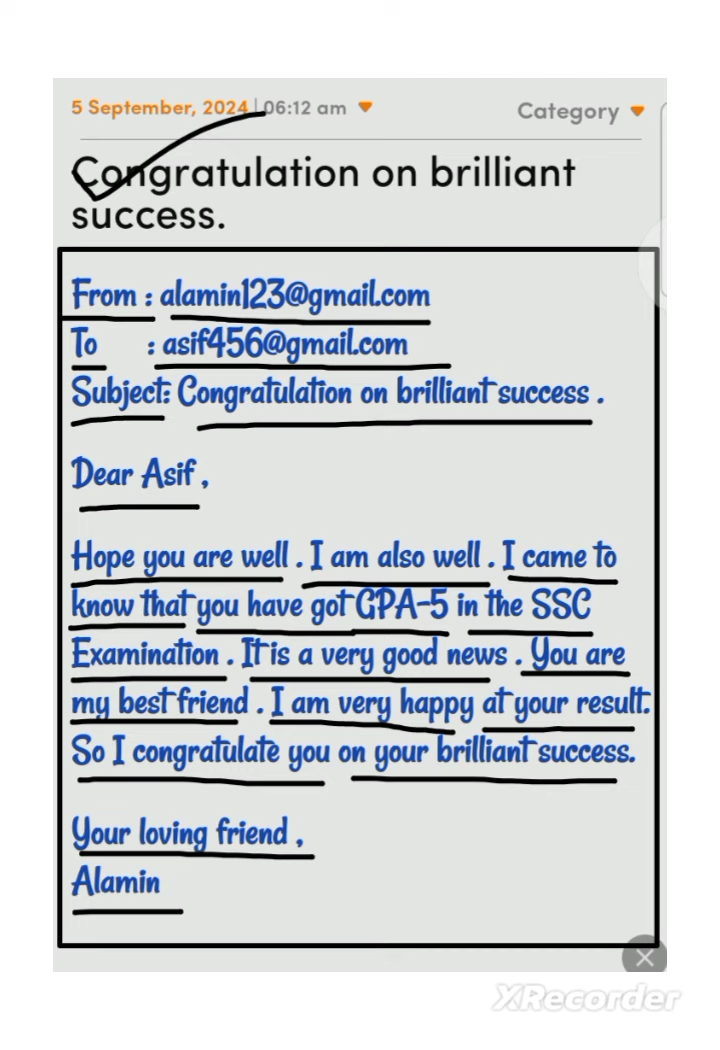 5 September, 2024 | 06:12 am
Category
Congratulation on brilliant
success.
From : alamin123@gmail.com
To : asif456@gmail.com
Subject: Congratulation on brilliant success .
Dear Asif ,
Hope you are well . I am also well . I came to
know that you have got GPA-5 in the SSC
Examination . It is a very good news . You are
my best friend . I am very happy at your result.
So I congratulate you on your brilliant success.
Your loving friend ,
Alamin
XRecorder